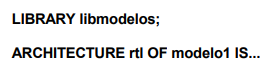 LIBRARY libmodelos;
ARCHITECTURE rtl OF modelo1 IS...